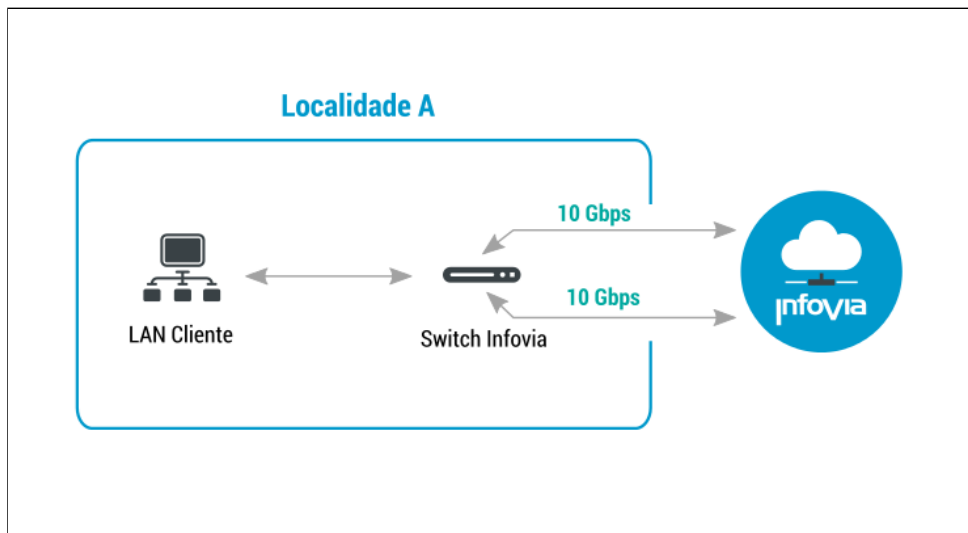 Localidade A
10 Gbps
10 Gbps
LAN Cliente
Switch Infovia
Infovia